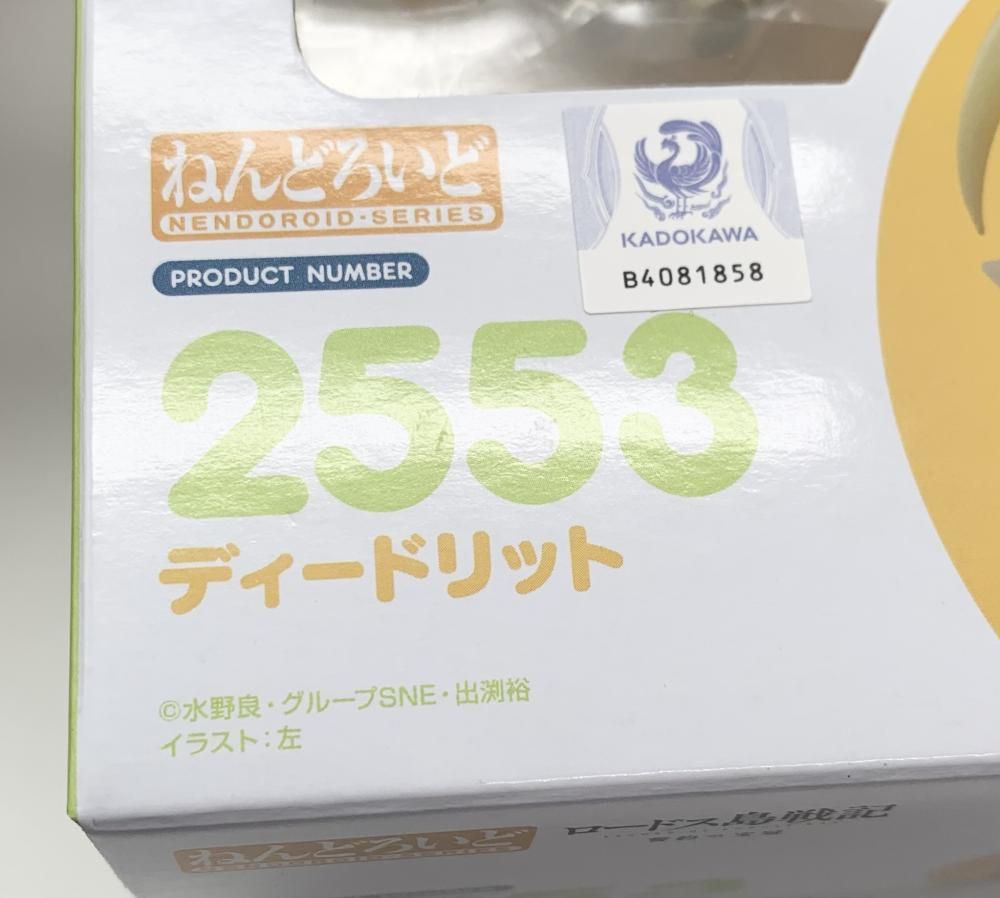 ねんどろいど
NENDOROID・SERIES
KADOKAWA
B4081858
PRODUCT NUMBER
2553
ディードリット
©水野良・グループSNE・出渕裕
イラスト：左
ねんどろいど
ロードス島戦記